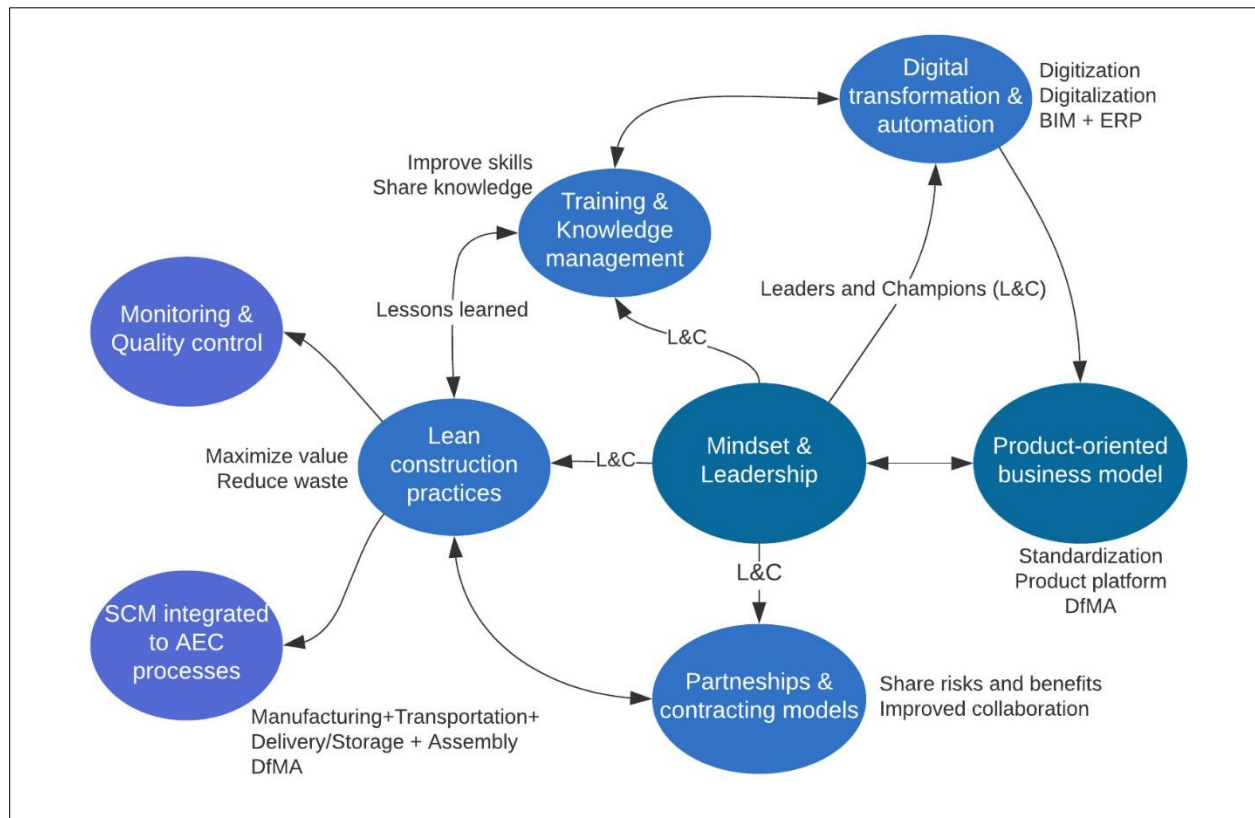 Digital
transformation &
automation
Digitization
Digitalization
BIM + ERP
Improve skills
Share knowledge
Training &
Knowledge
management
Leaders and Champions (L&C)
Monitoring &
Quality control
Lessons learned
L&C
Lean
construction
practices
Maximize value
Reduce waste
L&C
Mindset &
Leadership
Product-oriented
business model
Standardization
Product platform
DfMA
L&C
SCM integrated
to AEC
processes
Manufacturing+Transportation+
Delivery/Storage + Assembly
DfMA
Partneships &
contracting models
Share risks and benefits
Improved collaboration